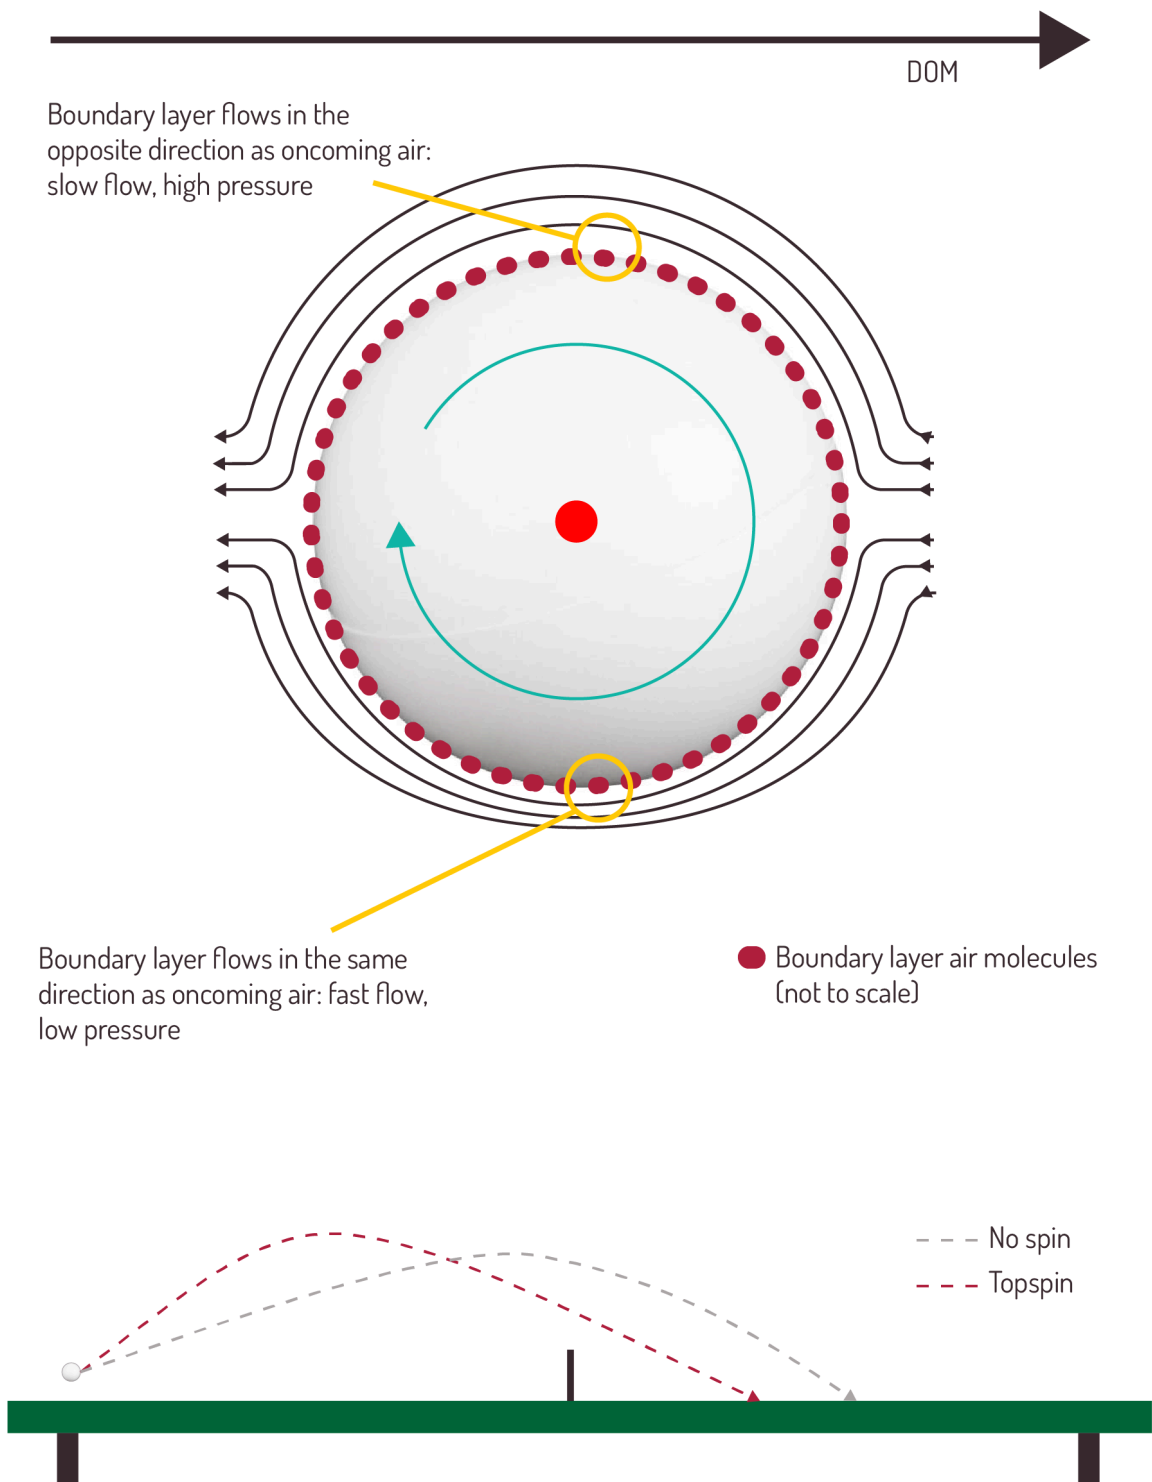 DOM
Boundary layer flows in the
opposite direction as oncoming air:
slow flow, high pressure
Boundary layer flows in the same
direction as oncoming air: fast flow,
low pressure
Boundary layer air molecules
(not to scale)
No spin
Topspin